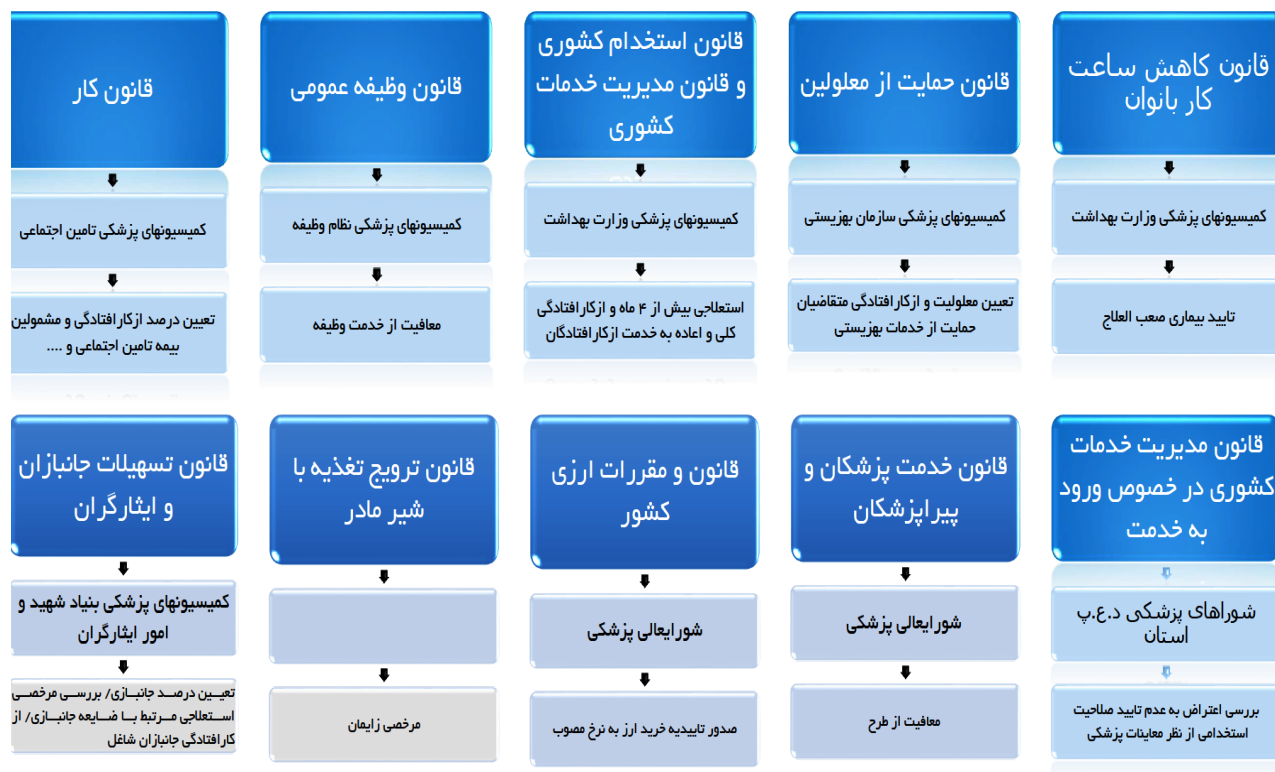 قانون کاهش ساعت
کار بانوان
کمیسیونهای پزشکی وزارت بهداشت
تایید بیماری صعب العلاج
قانون حمایت از معلولین
کمیسیونهای پزشکی سازمان بهزیستی
تعیین معلولیت و ازکارافتادگی متقاضیان
حمایت از خدمات بهزیستی
قانون استخدام کشوری
و قانون مدیریت خدمات
کشوری
کمیسیونهای پزشکی وزارت بهداشت
استعلاجی بیش از ۴ ماه و ازکارافتادگی
کلی و اعاده به خدمت ازکارافتادگان
قانون وظیفه عمومی
کمیسیونهای پزشکی نظام وظیفه
معافیت از خدمت وظیفه
قانون کار
کمیسیونهای پزشکی تامین اجتماعی
تعیین درصد ازکارافتادگی و مشمولین
بیمه تامین اجتماعی و ....
قانون مدیریت خدمات
کشوری در خصوص ورود
به خدمت
شوراهای پزشکی د.ع.پ
استان
بررسی اعتراض به عدم تایید صلاحیت
استخدامی از نظر معاینات پزشکی
قانون خدمت پزشکان و
پیراپزشکان
شورایعالی پزشکی
معافیت از طرح
قانون و مقررات ارزی
کشور
شورایعالی پزشکی
صدور تاییدیه خرید ارز به نرخ مصوب
قانون ترویج تغذیه با
شیر مادر
مرخصی زایمان
قانون تسهیلات جانبازان
و ایثارگران
کمیسیونهای پزشکی بنیاد شهید و
امور ایثارگران
تعیین درصد جانبازی/ بررسی مرخصی
استعلاجی مرتبط با ضایعه جانبازی/ از
کارافتادگی جانبازان شاغل